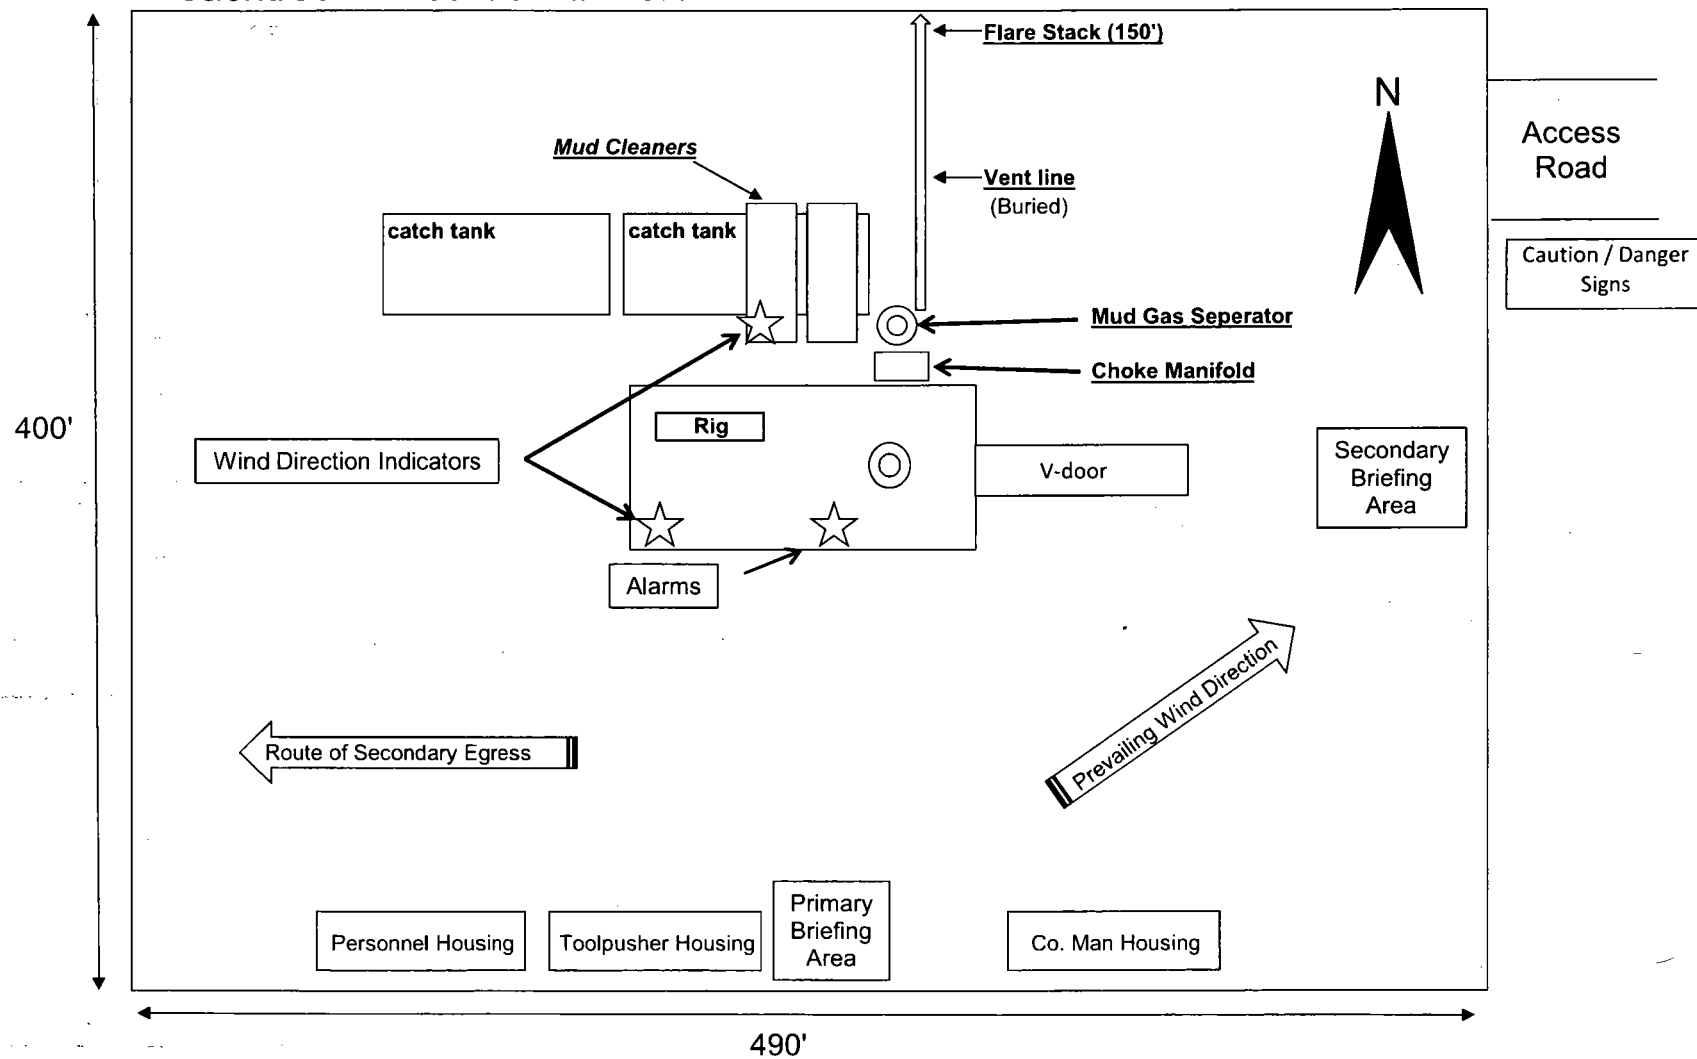 Flare Stack (150')
N
Access
Road
Mud Cleaners
Vent line
(Buried)
catch tank
catch tank
Caution / Danger
Signs
Mud Gas Seperator
Choke Manifold
400'
Rig
Wind Direction Indicators
V-door
Secondary
Briefing
Area
Alarms
Prevailing Wind Direction
Route of Secondary Egress
Primary
Briefing
Area
Personnel Housing
Toolpusher Housing
Co. Man Housing
490'